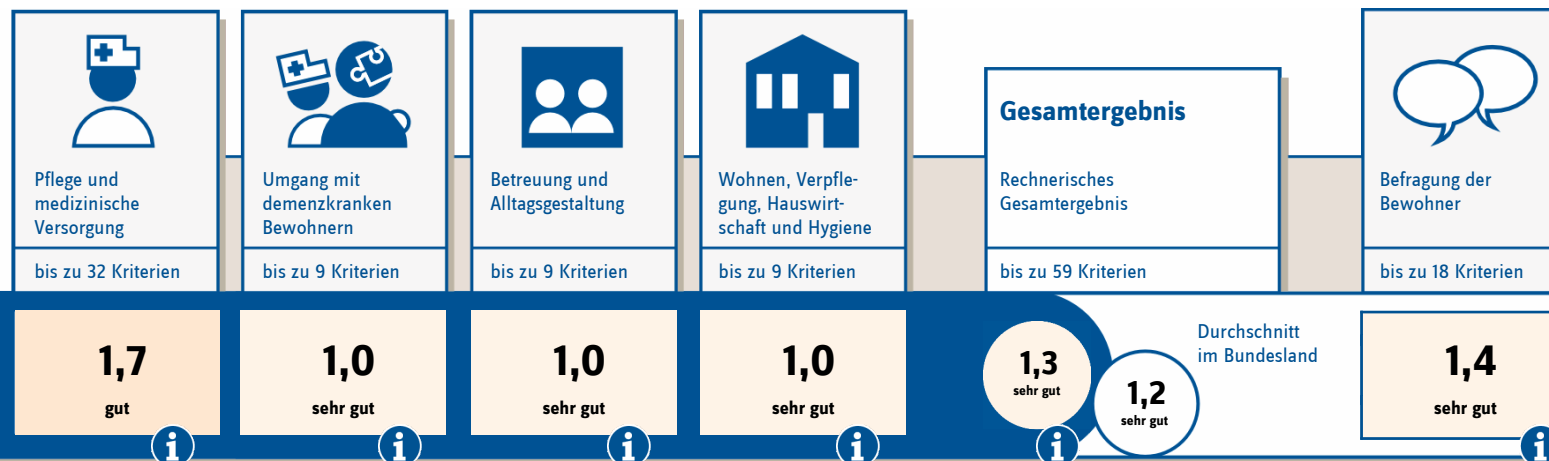 Pflege und
medizinische
Versorgung
bis zu 32 Kriterien
1,7
gut
i
Umgang mit
demenzkranken
Bewohnern
bis zu 9 Kriterien
1,0
sehr gut
i
Betreuung und
Alltagsgestaltung
bis zu 9 Kriterien
1,0
sehr gut
i
Wohnen, Verpfle-
gung, Hauswirt-
schaft und Hygiene
bis zu 9 Kriterien
1,0
sehr gut
i
Gesamtergebnis
Rechnerisches
Gesamtergebnis
bis zu 59 Kriterien
1,3
sehr gut
i
Durchschnitt
im Bundesland
1,2
sehr gut
Befragung der
Bewohner
bis zu 18 Kriterien
1,4
sehr gut
i